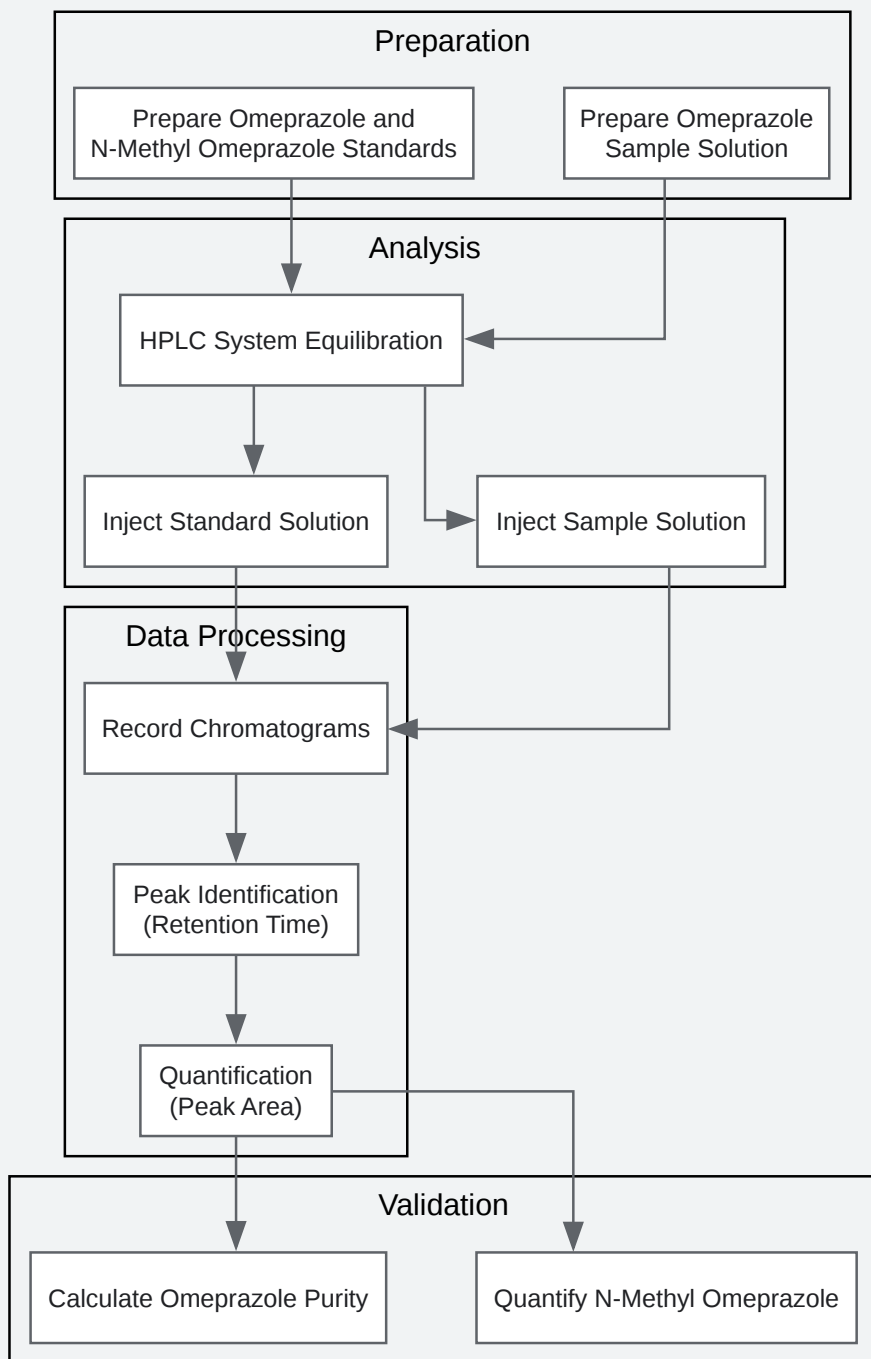 Preparation
Prepare Omeprazole and
N-Methyl Omeprazole Standards
Prepare Omeprazole
Sample Solution
Analysis
HPLC System Equilibration
Inject Standard Solution
Inject Sample Solution
Data Processing
Record Chromatograms
Peak Identification
(Retention Time)
Quantification
(Peak Area)
Validation
Calculate Omeprazole Purity
Quantify N-Methyl Omeprazole